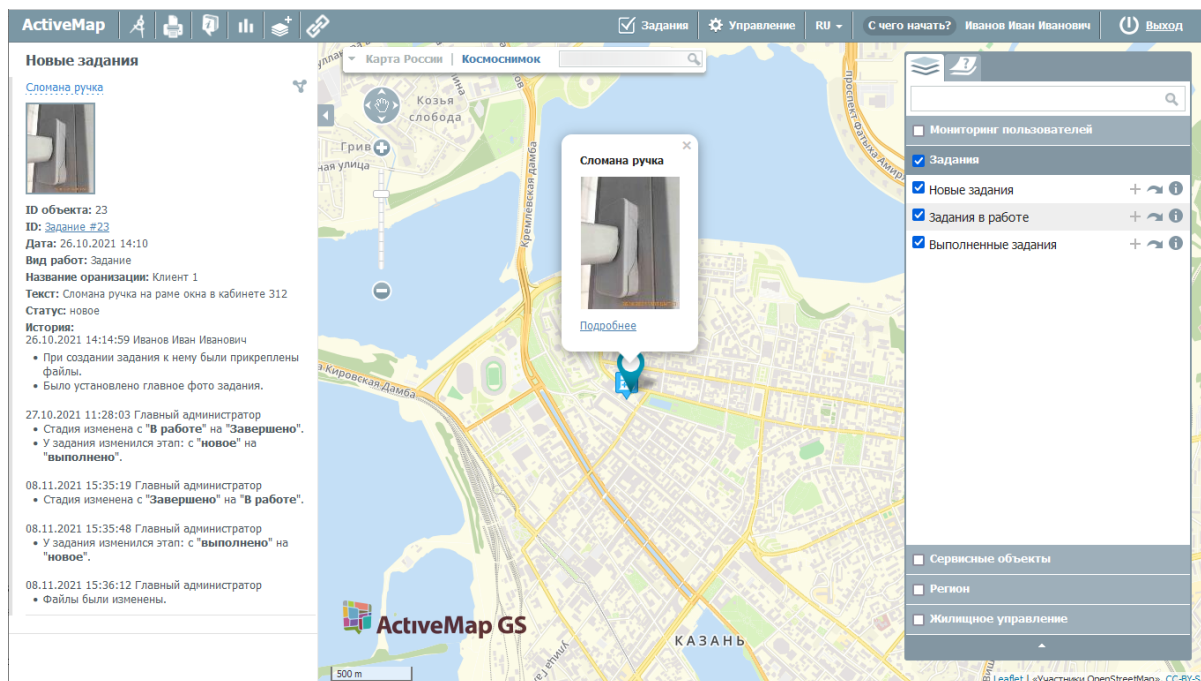 ActiveMap
Задания
Управление
RU
С чего начать?
Иванов Иван Иванович
Выход
Новые задания
Сломана ручка
ID объекта: 23
ID: Задание #23
Дата: 26.10.2021 14:10
Вид работ: Задание
Название оранизации: Клиент 1
Текст: Сломана ручка на раме окна в кабинете 312
Статус: новое
История:
26.10.2021 14:14:59 Иванов Иван Иванович
• При создании задания к нему были прикреплены
файлы.
• Было установлено главное фото задания.
27.10.2021 11:28:03 Главный администратор
• Стадия изменена с "В работе" на "Завершено".
• У задания изменился этап: с "новое" на
"выполнено".
08.11.2021 15:35:19 Главный администратор
• Стадия изменена с "Завершено" на "В работе".
08.11.2021 15:35:48 Главный администратор
• У задания изменился этап: с "выполнено" на
"новое".
08.11.2021 15:36:12 Главный администратор
• Файлы были изменены.
Карта России | Космоснимок
Козья
слобода
Грив
ная улица
Кремлевская дамба
проспект Фатыха Амир
а Кировская Дамба
Сломана ручка
Подробнее
ActiveMap GS
КАЗАНЬ
500 m
Мониторинг пользователей
Задания
Новые задания
Задания в работе
Выполненные задания
Сервисные объекты
Регион
Жилищное управление
Leaflet | «Участники OpenStreetMap», CC-BY-S